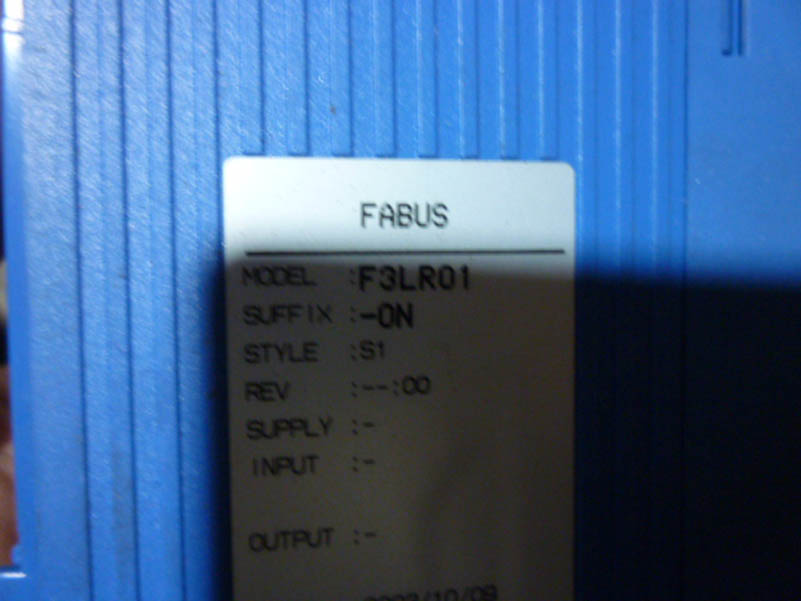 FABUS
MODEL :F3LR01
SUFFIX :-0N
STYLE :S1
REV :--:00
SUPPLY :-
INPUT :-
OUTPUT :-